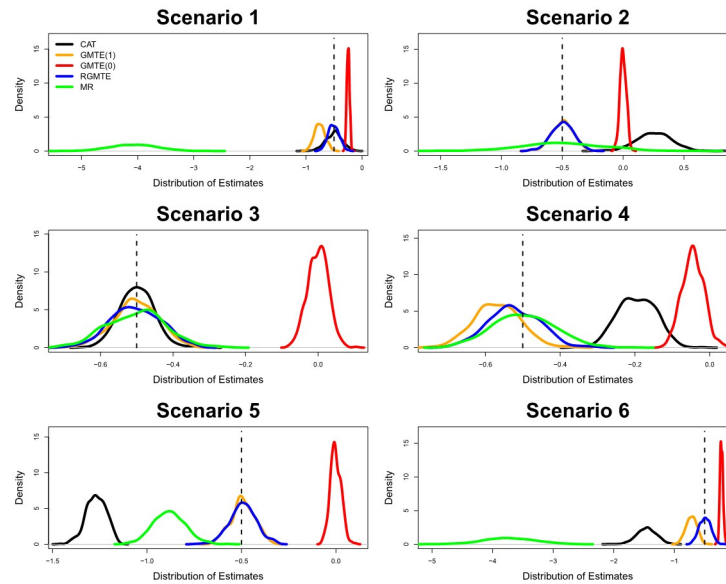 Scenario 1
Density
15
10
5
0
CAT
GMTE(1)
GMTE(0)
RGMTE
MR
−5 −4 −3 −2 −1 0
Distribution of Estimates
Scenario 2
Density
15
10
5
0
−1.5 −1.0 −0.5 0.0 0.5
Distribution of Estimates
Scenario 3
Density
15
10
5
0
−0.6 −0.4 −0.2 0.0
Distribution of Estimates
Scenario 4
Density
15
10
5
0
−0.6 −0.4 −0.2 0.0
Distribution of Estimates
Scenario 5
Density
15
10
5
0
−1.5 −1.0 −0.5 0.0
Distribution of Estimates
Scenario 6
Density
15
10
5
0
−5 −4 −3 −2 −1
Distribution of Estimates